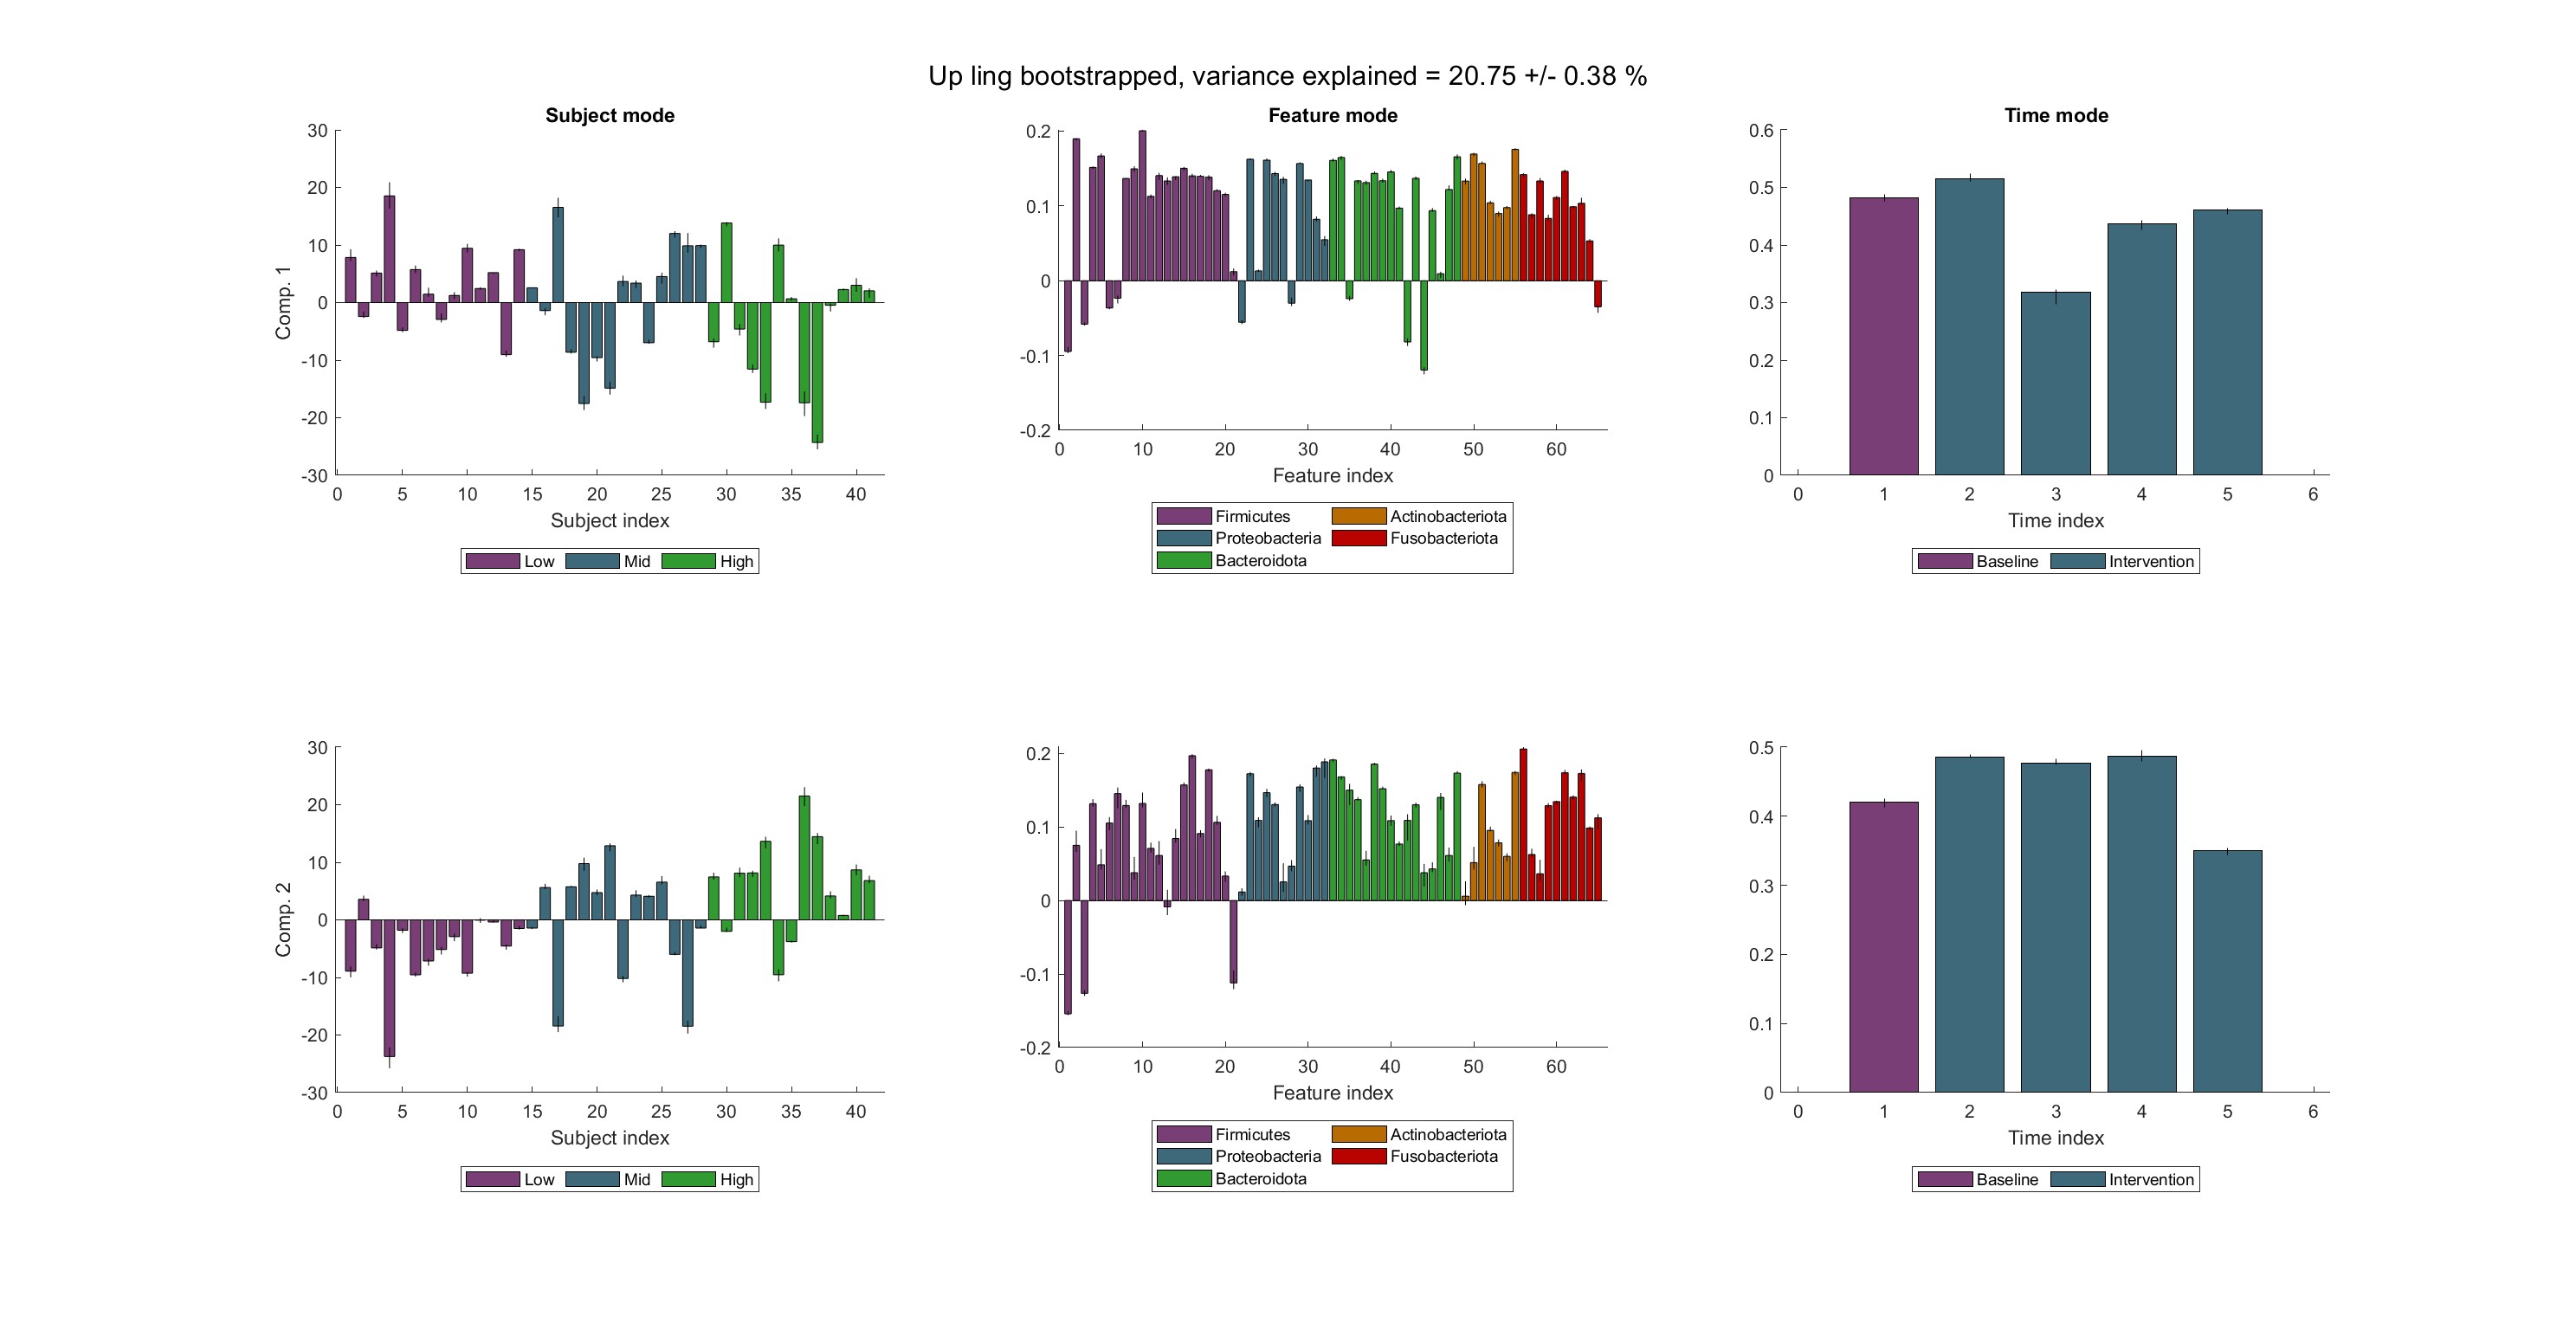 Up ling bootstrapped, variance explained = 20.75 +/- 0.38 %
Subject mode
30
20
10
0
-10
-20
-30
Comp. 1
0 5 10 15 20 25 30 35 40
Subject index
Low Mid High
Feature mode
0.2
0.1
0
-0.1
-0.2
0 10 20 30 40 50 60
Feature index
Firmicutes Actinobacteriota
Proteobacteria Fusobacteriota
Bacteroidota
Time mode
0.6
0.5
0.4
0.3
0.2
0.1
0
0 1 2 3 4 5 6
Time index
Baseline Intervention
30
20
10
0
-10
-20
-30
Comp. 2
0 5 10 15 20 25 30 35 40
Subject index
Low Mid High
0.2
0.1
0
-0.1
-0.2
0 10 20 30 40 50 60
Feature index
Firmicutes Actinobacteriota
Proteobacteria Fusobacteriota
Bacteroidota
0.5
0.4
0.3
0.2
0.1
0
0 1 2 3 4 5 6
Time index
Baseline Intervention